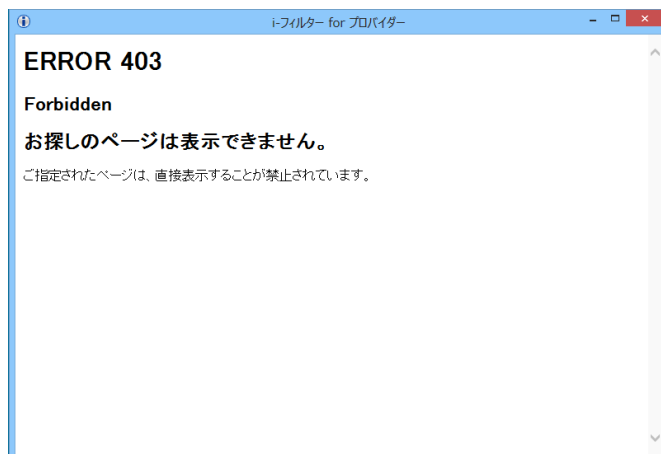 i-フィルター for プロバイダー
ERROR 403
Forbidden
お探しのページは表示できません。
ご指定されたページは、直接表示することが禁止されています。